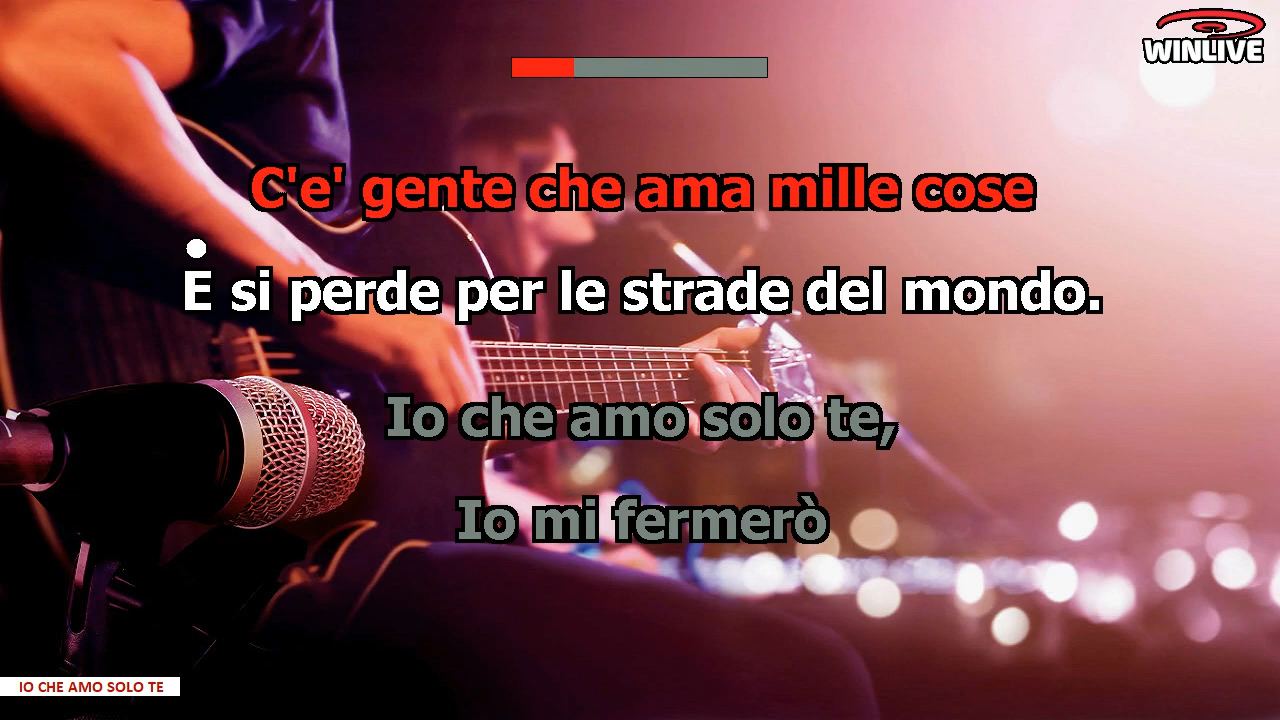 WINLIVE
C'e' gente che ama mille cose
E si perde per le strade del mondo.
Io che amo solo te,
Io mi fermerò
IO CHE AMO SOLO TE